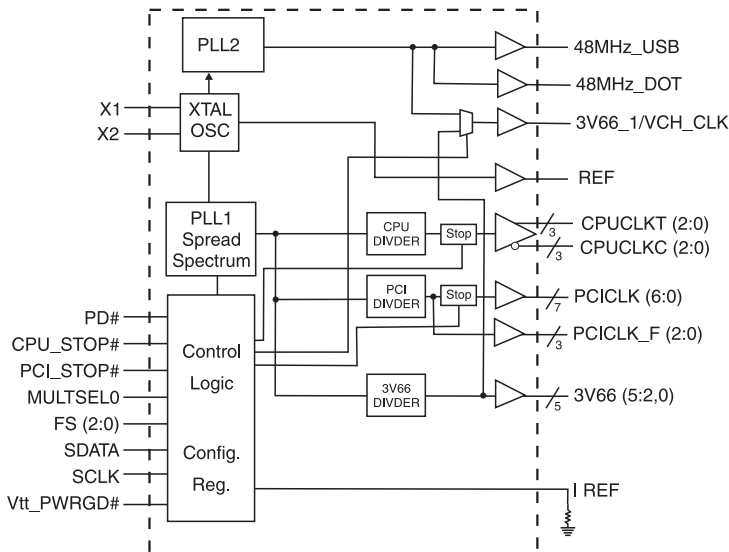 PLL2
48MHz_USB
48MHz_DOT
X1
X2
XTAL
OSC
3V66_1/VCH_CLK
REF
PLL1
Spread
Spectrum
CPU
DIVDER
Stop
CPUCLKT (2:0)
3
CPUCLKC (2:0)
3
PCI
DIVDER
Stop
PCICLK (6:0)
7
PCICLK_F (2:0)
3
PD#
CPU_STOP#
PCI_STOP#
MULTSEL0
FS (2:0)
SDATA
SCLK
Vtt_PWRGD#
Control
Logic
Config.
Reg.
3V66
DIVDER
3V66 (5:2,0)
5
I REF